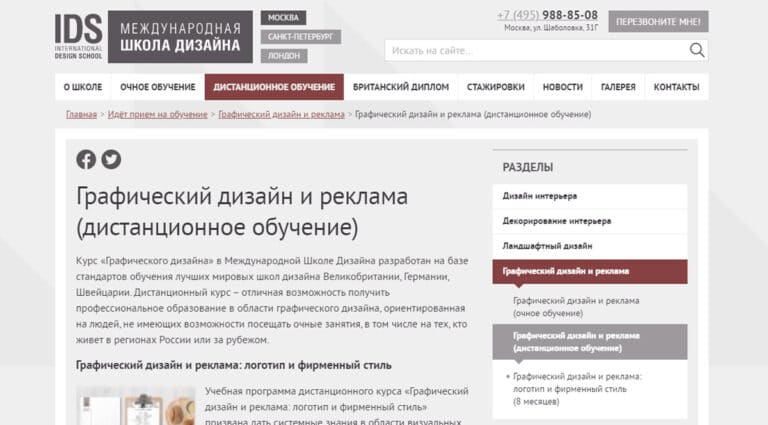 IDS
INTERNATIONAL
DESIGN SCHOOL
МЕЖДУНАРОДНАЯ
ШКОЛА ДИЗАЙНА
МОСКВА
САНКТ-ПЕТЕРБУРГ
ЛОНДОН
+7 (495) 988-85-08
Москва, ул. Шаболовка, 31Г
ПЕРЕЗВОНИТЕ МНЕ!
Искать на сайте...
О ШКОЛЕ ОЧНОЕ ОБУЧЕНИЕ ДИСТАНЦИОННОЕ ОБУЧЕНИЕ БРИТАНСКИЙ ДИПЛОМ СТАЖИРОВКИ НОВОСТИ ГАЛЕРЕЯ КОНТАКТЫ
Главная > Идёт прием на обучение > Графический дизайн и реклама > Графический дизайн и реклама (дистанционное обучение)
Графический дизайн и реклама
(дистанционное обучение)
Курс «Графического дизайна» в Международной Школе Дизайна разработан на базе
стандартов обучения лучших мировых школ дизайна Великобритании, Германии,
Швейцарии. Дистанционный курс – отличная возможность получить
профессиональное образование в области графического дизайна, ориентированная
на людей, не имеющих возможности посещать очные занятия, в том числе на тех, кто
живет в регионах России или за рубежом.
Графический дизайн и реклама: логотип и фирменный стиль
Учебная программа дистанционного курса «Графический
дизайн и реклама: логотип и фирменный стиль»
призвана дать системные знания в области визуальных
РАЗДЕЛЫ
Дизайн интерьера
Декорирование интерьера
Ландшафтный дизайн
Графический дизайн и реклама
Графический дизайн и реклама
(очное обучение)
Графический дизайн и реклама
(дистанционное обучение)
Графический дизайн и реклама:
логотип и фирменный стиль
(8 месяцев)